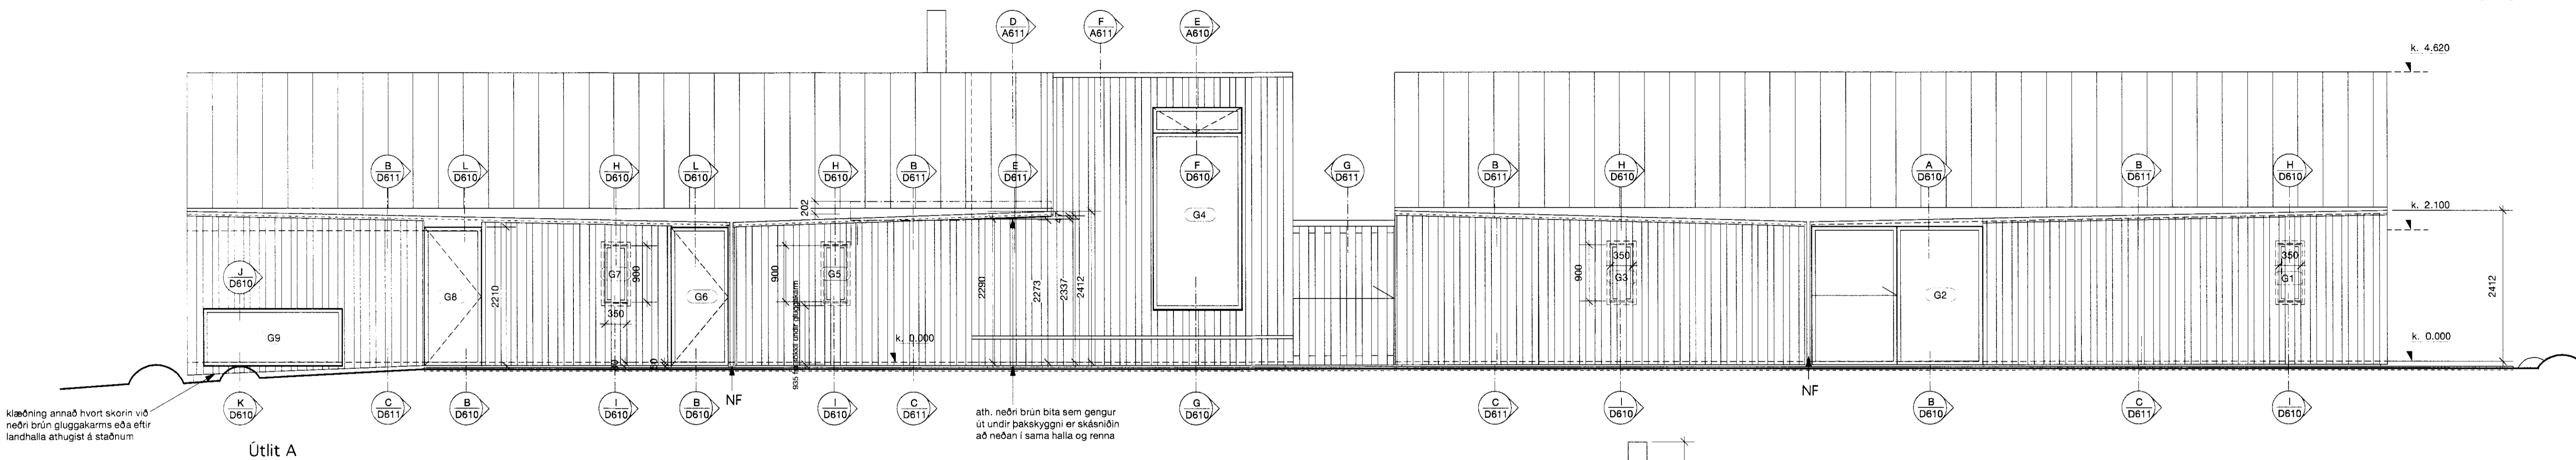 D A611
F A611
E A610
k. 4.620
B D611
L D610
H D610
L D610
H D610
B D611
E D611
F D610
G D611
B D611
H D610
A D610
B D611
H D610
202
k. 2.100
G4
J D610
G8
2210
G7
900
350
G6
900
G5
2290
2273
2337
2412
900
350
G3
G2
350
G1
2412
G9
k. 0.000
k. 0.000
NF
NF
K D610
C D611
B D610
I D610
B D610
I D610
C D611
G D610
C D611
I D610
B D610
C D611
I D610
klæðning annað hvort skorin við
neðri brún gluggakarms eða eftir
landhalla athugist á staðnum
ath. neðri brún bita sem gengur
út undir þakskyggni er skásniðin
að neðan í sama halla og renna
Útlit A